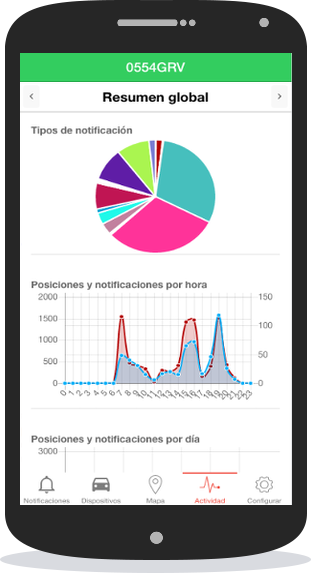 0554GRV
Resumen global
Tipos de notificación
Posiciones y notificaciones por hora
2000 150
1500
1000 100
500 50
0 0
0 1 2 3 4 5 6 7 8 9 10 11 12 13 14 15 16 17 18 19 20 21 22 23
Posiciones y notificaciones por día
3000
Notificaciones Dispositivos Mapa Actividad Configurar